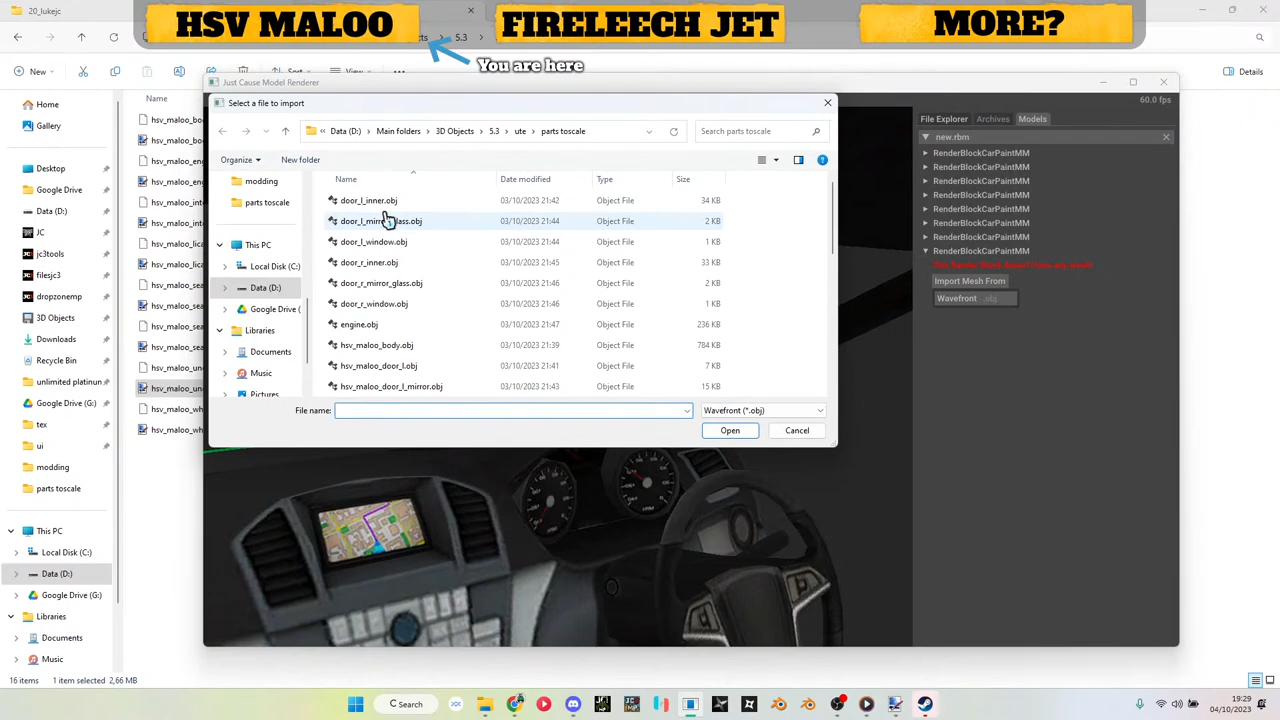 20_lukejc
HSV MALOO
FIRELEECH JET
MORE?
You are here
5.3
New
Sort
View
Details
Name
Home
Gallery
Desktop
Google Drive
Data (D:)
JC
jc3tools
filesjc3
dropzonemp
3D Objects
Downloads
Recycle Bin
unlimited platinum
Google Drive (G:)
tex
ui
modding
parts toscale
This PC
Local Disk (C:)
Data (D:)
Google Drive (G:)
Libraries
Documents
Music
16 items
1 item selected 2,66 MB
Just Cause Model Renderer
60.0 fps
Select a file to import
Data (D:)
Main folders
3D Objects
5.3
ute
parts toscale
Search parts toscale
Organize
New folder
modding
parts toscale
This PC
Local Disk (C:)
Data (D:)
Google Drive (
Libraries
Documents
Music
Pictures
Name
Date modified
Type
Size
door_l_inner.obj 03/10/2023 21:42 Object File 34 KB
door_l_mirror_glass.obj 03/10/2023 21:44 Object File 2 KB
door_l_window.obj 03/10/2023 21:44 Object File 1 KB
door_r_inner.obj 03/10/2023 21:45 Object File 33 KB
door_r_mirror_glass.obj 03/10/2023 21:46 Object File 2 KB
door_r_window.obj 03/10/2023 21:46 Object File 1 KB
engine.obj 03/10/2023 21:47 Object File 236 KB
hsv_maloo_body.obj 03/10/2023 21:39 Object File 784 KB
hsv_maloo_door_l.obj 03/10/2023 21:41 Object File 7 KB
hsv_maloo_door_l_mirror.obj 03/10/2023 21:43 Object File 15 KB
File name:
Wavefront (*.obj)
Open
Cancel
File Explorer
Archives
Models
new.rbm
RenderBlockCarPaintMM
RenderBlockCarPaintMM
RenderBlockCarPaintMM
RenderBlockCarPaintMM
RenderBlockCarPaintMM
RenderBlockCarPaintMM
RenderBlockCarPaintMM
RenderBlockCarPaintMM
Import Mesh From
Wavefront .obj
Search
19:29
04/10/2023